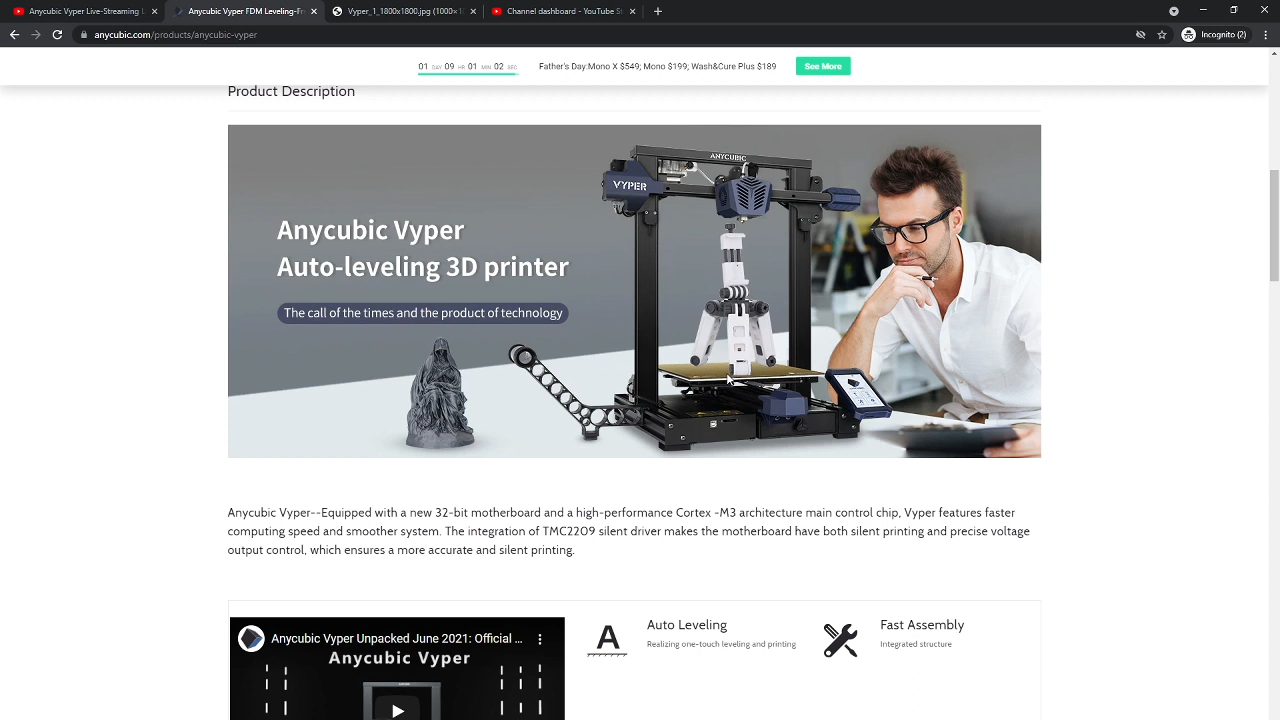 Anycubic Vyper Live-Streaming L
Anycubic Vyper FDM Leveling-Fr
Vyper_1_1800x1800.jpg (1000×1
Channel dashboard - YouTube St
anycubic.com/products/anycubic-vyper
Incognito (2)
01 DAY 09 HR 01 MIN 02 SEC
Father's Day:Mono X $549; Mono $199; Wash&Cure Plus $189
See More
Product Description
ANYCUBIC
VYPER
Anycubic Vyper
Auto-leveling 3D printer
The call of the times and the product of technology
Anycubic Vyper--Equipped with a new 32-bit motherboard and a high-performance Cortex -M3 architecture main control chip, Vyper features faster
computing speed and smoother system. The integration of TMC2209 silent driver makes the motherboard have both silent printing and precise voltage
output control, which ensures a more accurate and silent printing.
Anycubic Vyper Unpacked June 2021: Official ...
Anycubic Vyper
A
Auto Leveling
Realizing one-touch leveling and printing
Fast Assembly
Integrated structure